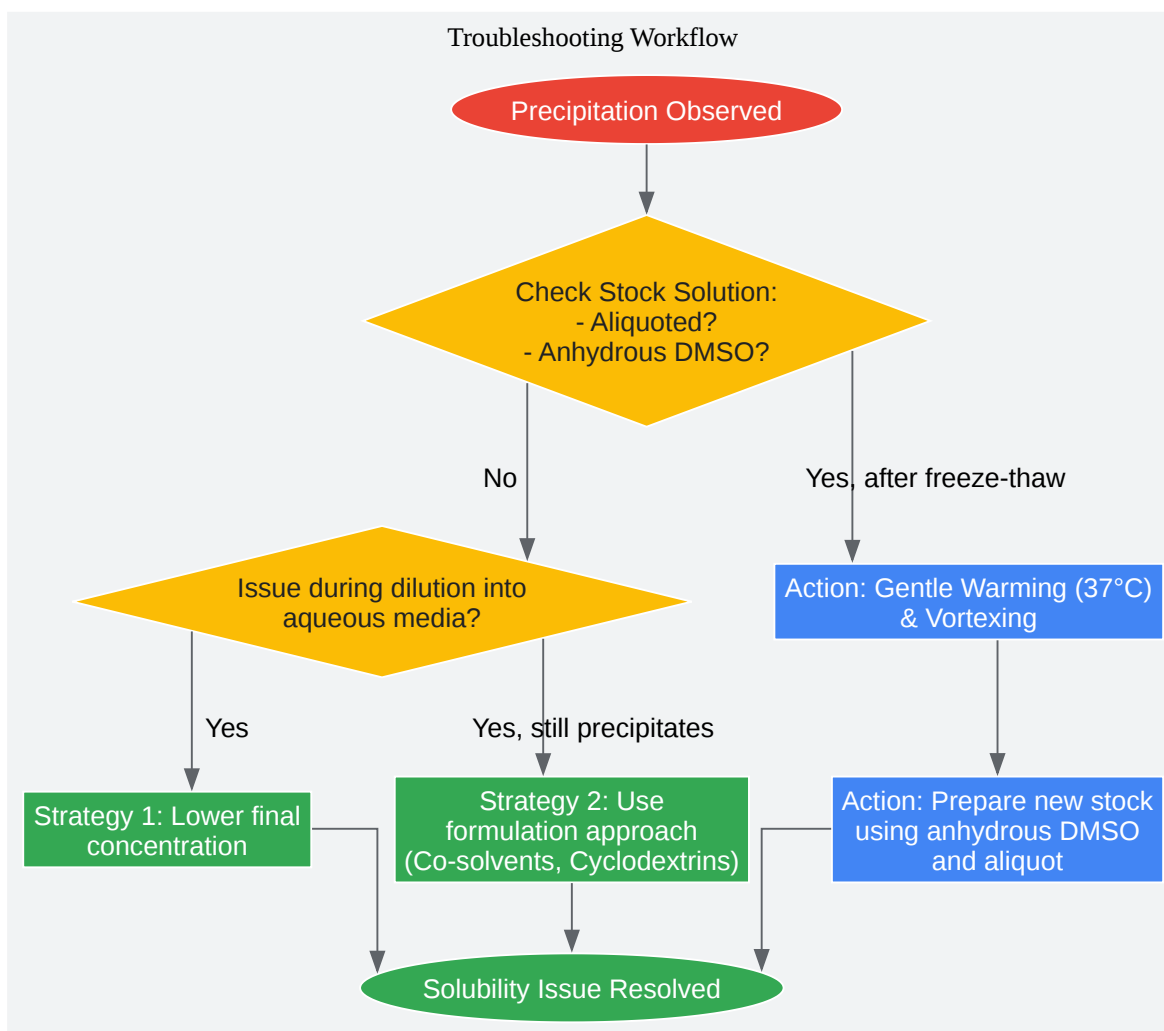 Troubleshooting Workflow
Precipitation Observed
Check Stock Solution:
- Aliquoted?
- Anhydrous DMSO?
No
Yes, after freeze-thaw
Issue during dilution into
aqueous media?
Action: Gentle Warming (37°C)
& Vortexing
Yes
Yes, still precipitates
Strategy 1: Lower final
concentration
Strategy 2: Use
formulation approach
(Co-solvents, Cyclodextrins)
Action: Prepare new stock
using anhydrous DMSO
and aliquot
Solubility Issue Resolved